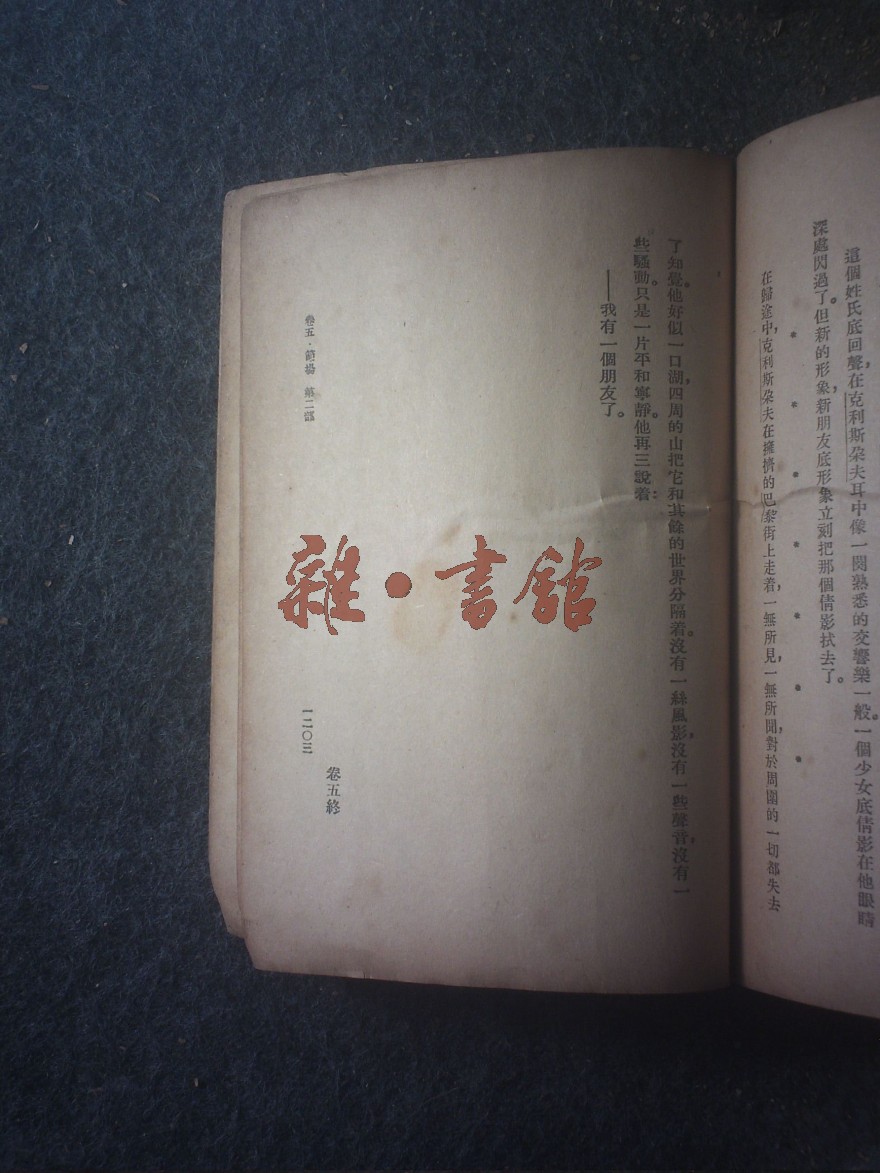 這個姓氏底回聲，在克利斯朶夫耳中像一闋熟悉的交響樂一般。一個少女底倩影在他眼睛
深處閃過了。但新的形象，新朋友底形象立刻把那個倩影拭去了。
* * * * * * *
在歸途中，克利斯朶夫在擁擠的巴黎街上走着，一無所見，一無所聞，對於周圍的一切都失去
了知覺。他好似一口湖，四周的山把它和其餘的世界分隔着。沒有一絲風影，沒有一些聲音，沒有一
些騷動。只是一片平和寧靜。他再三說着：
——我有一個朋友了。
卷五終
卷五·節場 第二部
一二〇三
雜·書館